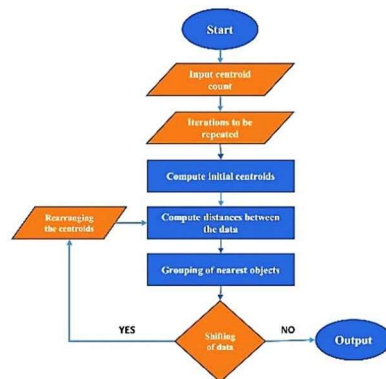 Start
Input centroid
count
Iterations to be
repeated
Compute initial centroids
Rearranging
the centroids
Compute distances between
the data
Grouping of nearest objects
YES
Shifting
of data
NO
Output